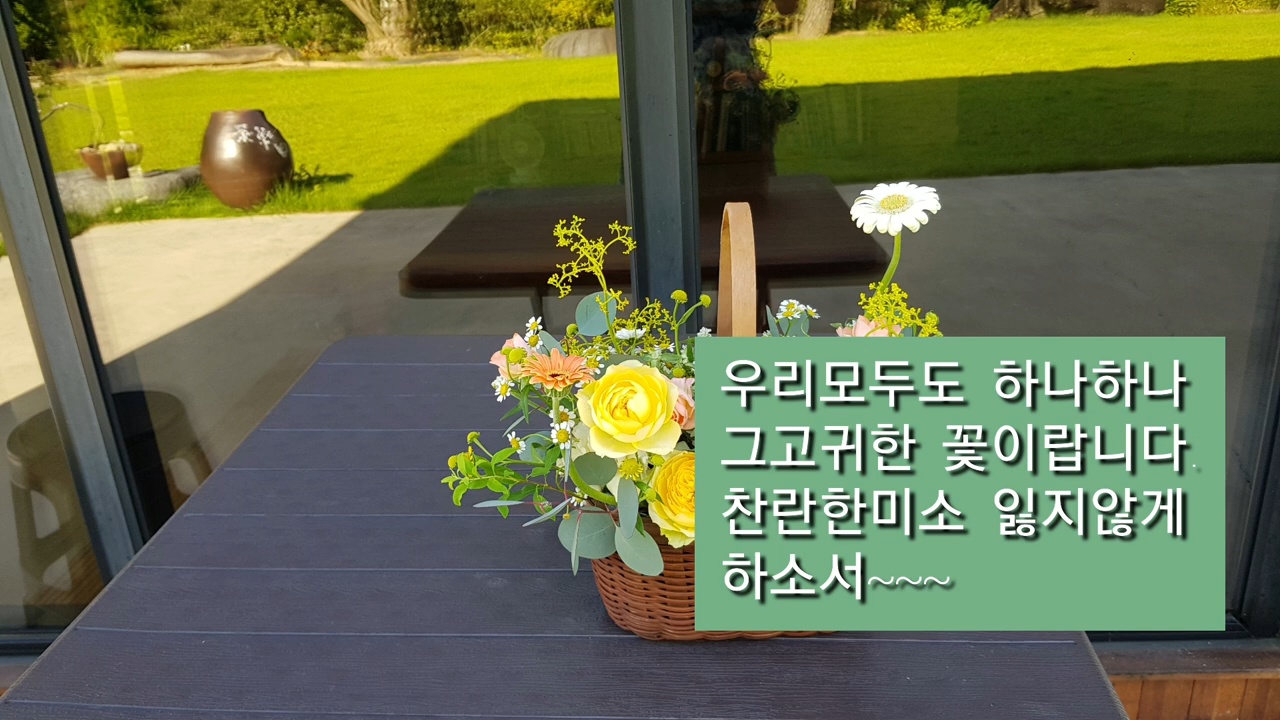 우리모두도 하나하나
그고귀한 꽃이랍니다.
찬란한미소 잃지않게
하소서~~~